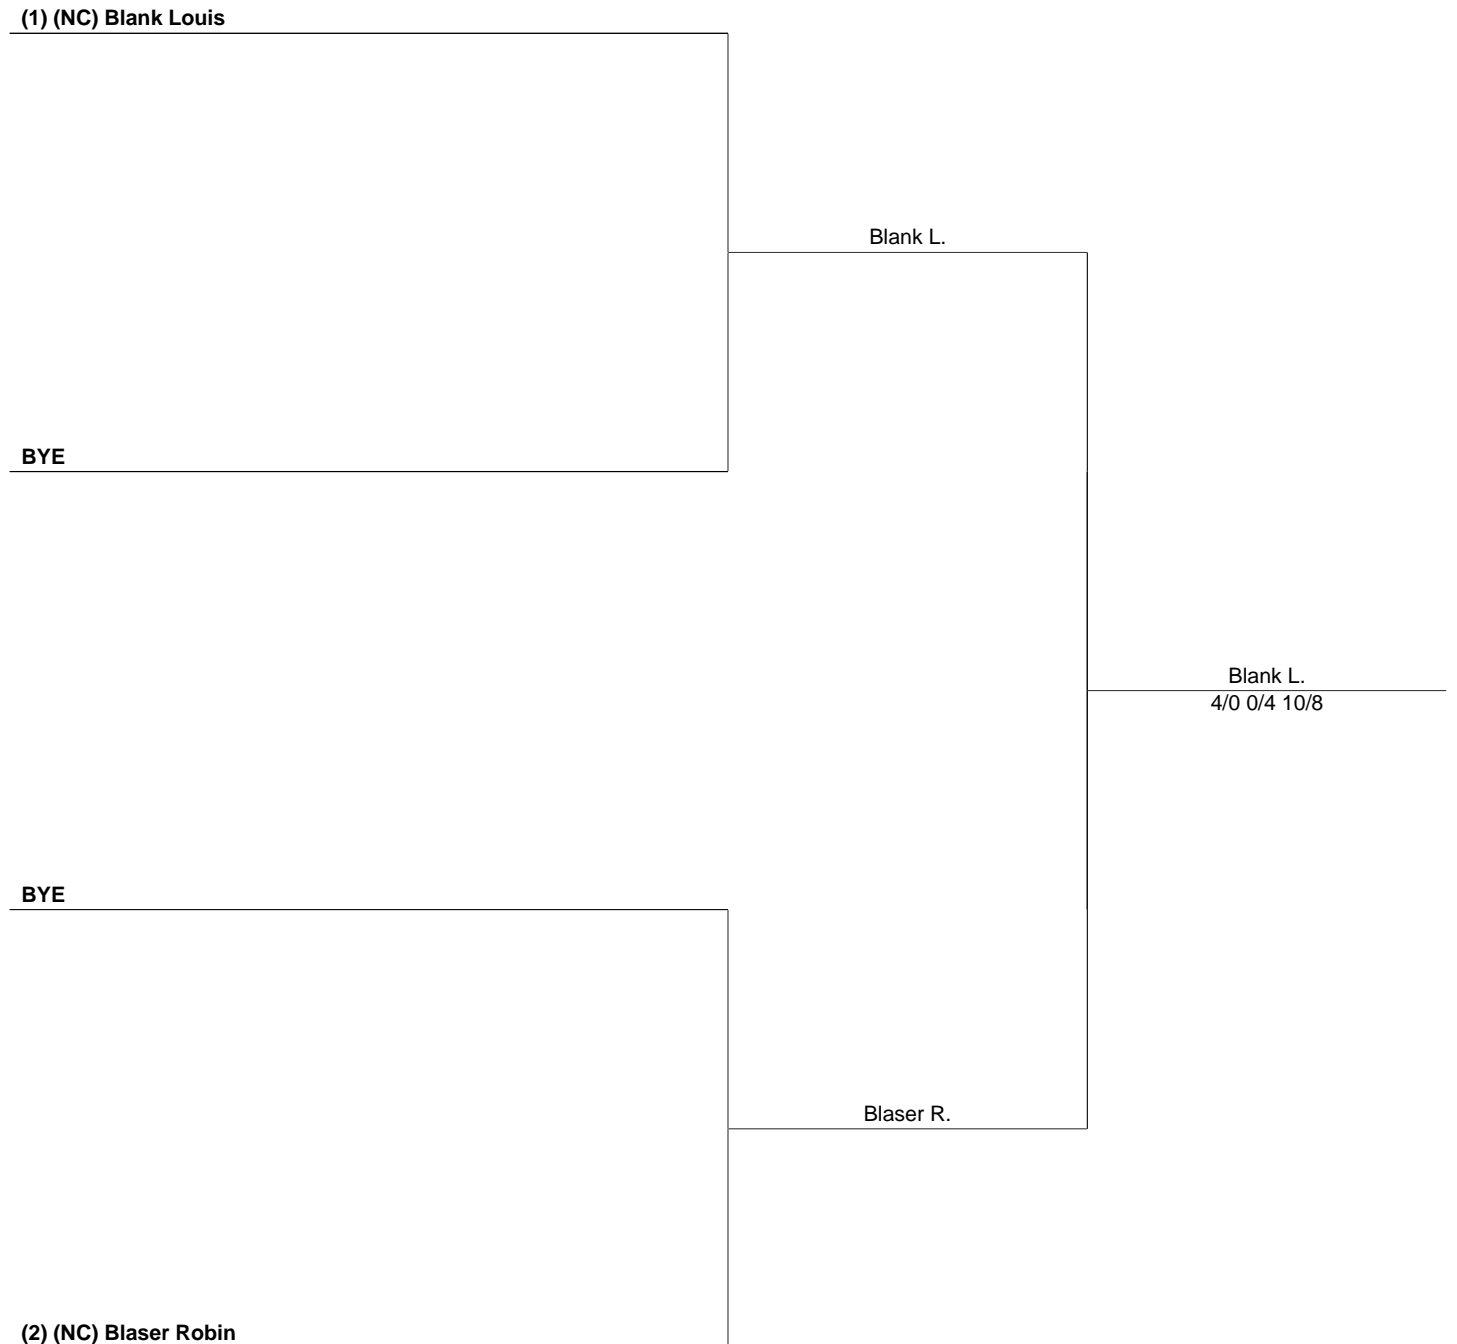 (1) (NC) Blank Louis
Blank L.
BYE
Blank L.
4/0 0/4 10/8
BYE
Blaser R.
(2) (NC) Blaser Robin